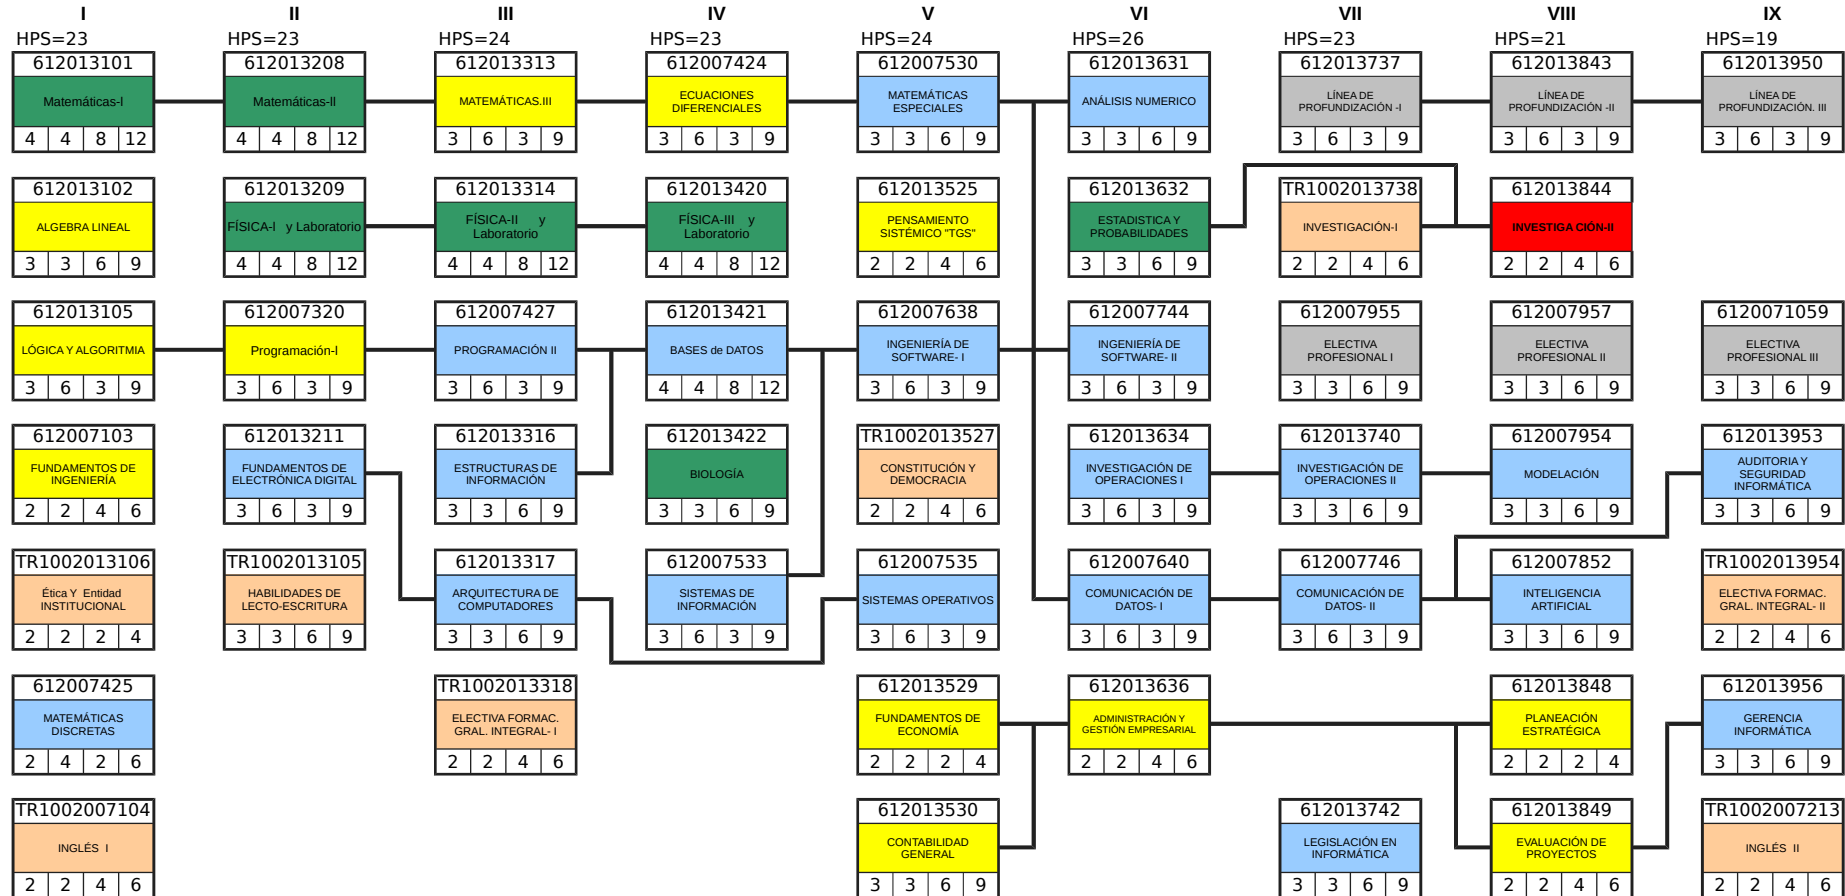 I II III IV V VI VII VIII IX
HPS=23 HPS=23 HPS=24 HPS=23 HPS=24 HPS=26 HPS=23 HPS=21 HPS=19
612013101 612013208 612013313 612007424 612007530 612013631 612013737 612013843 612013950
Matemáticas-I Matemáticas-II MATEMÁTICAS.III ECUACIONES DIFERENCIALES MATEMÁTICAS ESPECIALES ANÁLISIS NUMERICO LÍNEA DE PROFUNDIZACIÓN -I LÍNEA DE PROFUNDIZACIÓN -II LÍNEA DE PROFUNDIZACIÓN. III
4 4 8 12 4 4 8 12 3 6 3 9 3 6 3 9 3 3 6 9 3 3 6 9 3 6 3 9 3 6 3 9 3 6 3 9
612013102 612013209 612013314 612013420 612013525 612013632 TR1002013738 612013844
ALGEBRA LINEAL FÍSICA-I y Laboratorio FÍSICA-II y Laboratorio FÍSICA-III y Laboratorio PENSAMIENTO SISTÉMICO "TGS" ESTADISTICA Y PROBABILIDADES INVESTIGACIÓN-I INVESTIGA CIÓN-II
3 3 6 9 4 4 8 12 4 4 8 12 4 4 8 12 2 2 4 6 3 3 6 9 2 2 4 6 2 2 4 6
612013105 612007320 612007427 612013421 612007638 612007744 612007955 612007957 6120071059
LÓGICA Y ALGORITMIA Programación-I PROGRAMACIÓN II BASES de DATOS INGENIERÍA DE SOFTWARE- I INGENIERÍA DE SOFTWARE- II ELECTIVA PROFESIONAL I ELECTIVA PROFESIONAL II ELECTIVA PROFESIONAL III
3 6 3 9 3 6 3 9 3 6 3 9 4 4 8 12 3 6 3 9 3 6 3 9 3 3 6 9 3 3 6 9 3 3 6 9
612007103 612013211 612013316 612013422 TR1002013527 612013634 612013740 612007954 612013953
FUNDAMENTOS DE INGENIERÍA FUNDAMENTOS DE ELECTRÓNICA DIGITAL ESTRUCTURAS DE INFORMACIÓN BIOLOGÍA CONSTITUCIÓN Y DEMOCRACIA INVESTIGACIÓN DE OPERACIONES I INVESTIGACIÓN DE OPERACIONES II MODELACIÓN AUDITORIA Y SEGURIDAD INFORMÁTICA
2 2 4 6 3 6 3 9 3 3 6 9 3 3 6 9 2 2 4 6 3 6 3 9 3 3 6 9 3 3 6 9 3 3 6 9
TR1002013106 TR1002013105 612013317 612007533 612007535 612007640 612007746 612007852 TR1002013954
Ética Y Entidad INSTITUCIONAL HABILIDADES DE LECTO-ESCRITURA ARQUITECTURA DE COMPUTADORES SISTEMAS DE INFORMACIÓN SISTEMAS OPERATIVOS COMUNICACIÓN DE DATOS- I COMUNICACIÓN DE DATOS- II INTELIGENCIA ARTIFICIAL ELECTIVA FORMAC. GRAL. INTEGRAL- II
2 2 2 4 3 3 6 9 3 3 6 9 3 6 3 9 3 6 3 9 3 6 3 9 3 6 3 9 3 3 6 9 2 2 4 6
612007425 TR1002013318 612013529 612013636 612013848 612013956
MATEMÁTICAS DISCRETAS ELECTIVA FORMAC. GRAL. INTEGRAL- I FUNDAMENTOS DE ECONOMÍA ADMINISTRACIÓN Y GESTIÓN EMPRESARIAL PLANEACIÓN ESTRATÉGICA GERENCIA INFORMÁTICA
2 4 2 6 2 2 4 6 2 2 2 4 2 2 4 6 2 2 2 4 3 3 6 9
TR1002007104 612013530 612013742 612013849 TR1002007213
INGLÉS I CONTABILIDAD GENERAL LEGISLACIÓN EN INFORMÁTICA EVALUACIÓN DE PROYECTOS INGLÉS II
2 2 4 6 3 3 6 9 3 3 6 9 2 2 4 6 2 2 4 6